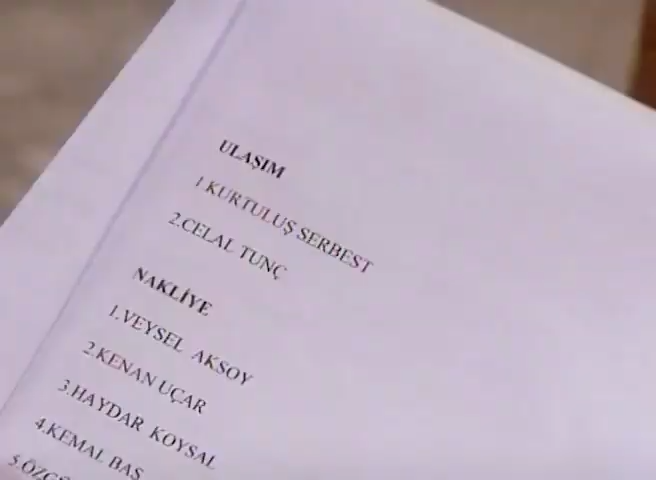 ULAŞIM
1.KURTULUŞ SERBEST
2.CELAL TUNÇ
NAKLİYE
1.VEYSEL AKSOY
2.KENAN UÇAR
3.HAYDAR KOYSAL
4.KEMAL BAŞ